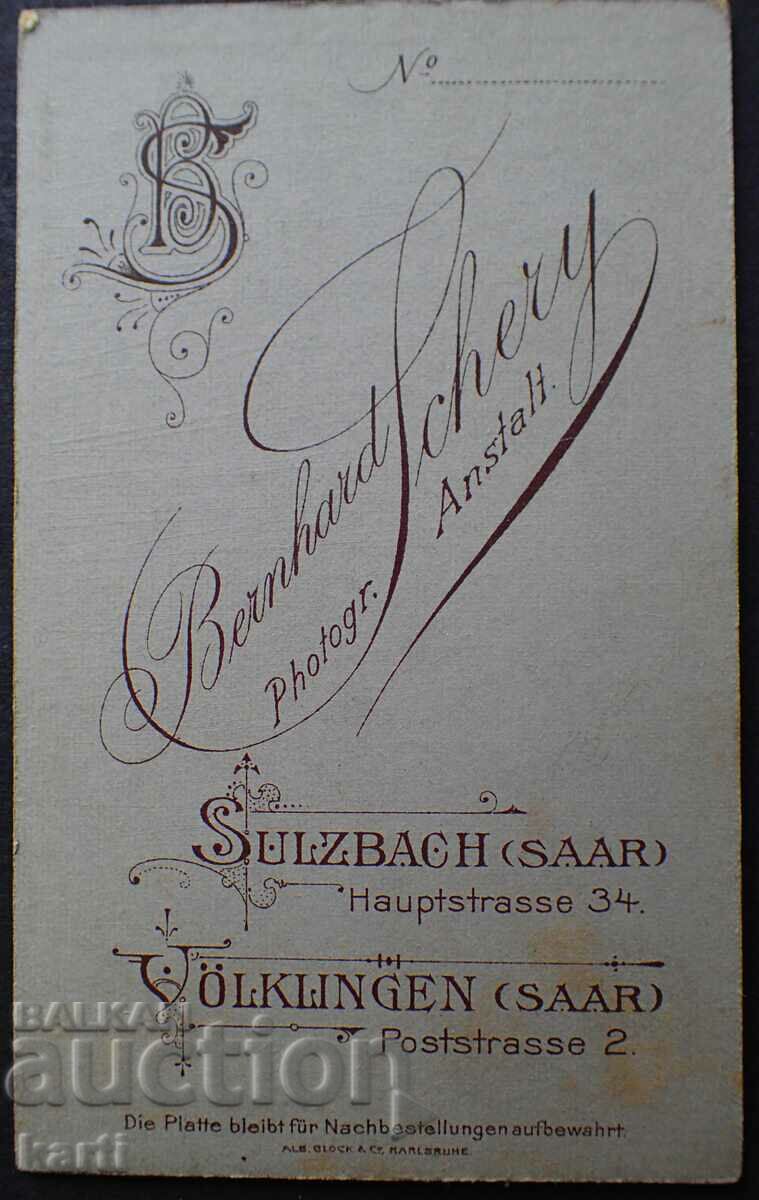 Nº
BS
Bernhard Schery
Photogr. Anstalt.
SULZBACH (SAAR)
Hauptstrasse 34.
VÖLKLINGEN (SAAR)
Poststrasse 2.
BALKAN
auction
Die Platte bleibt für Nachbestellungen aufbewahrt.
karti
ALB. GLOCK & Cº, KARLSRUHE.